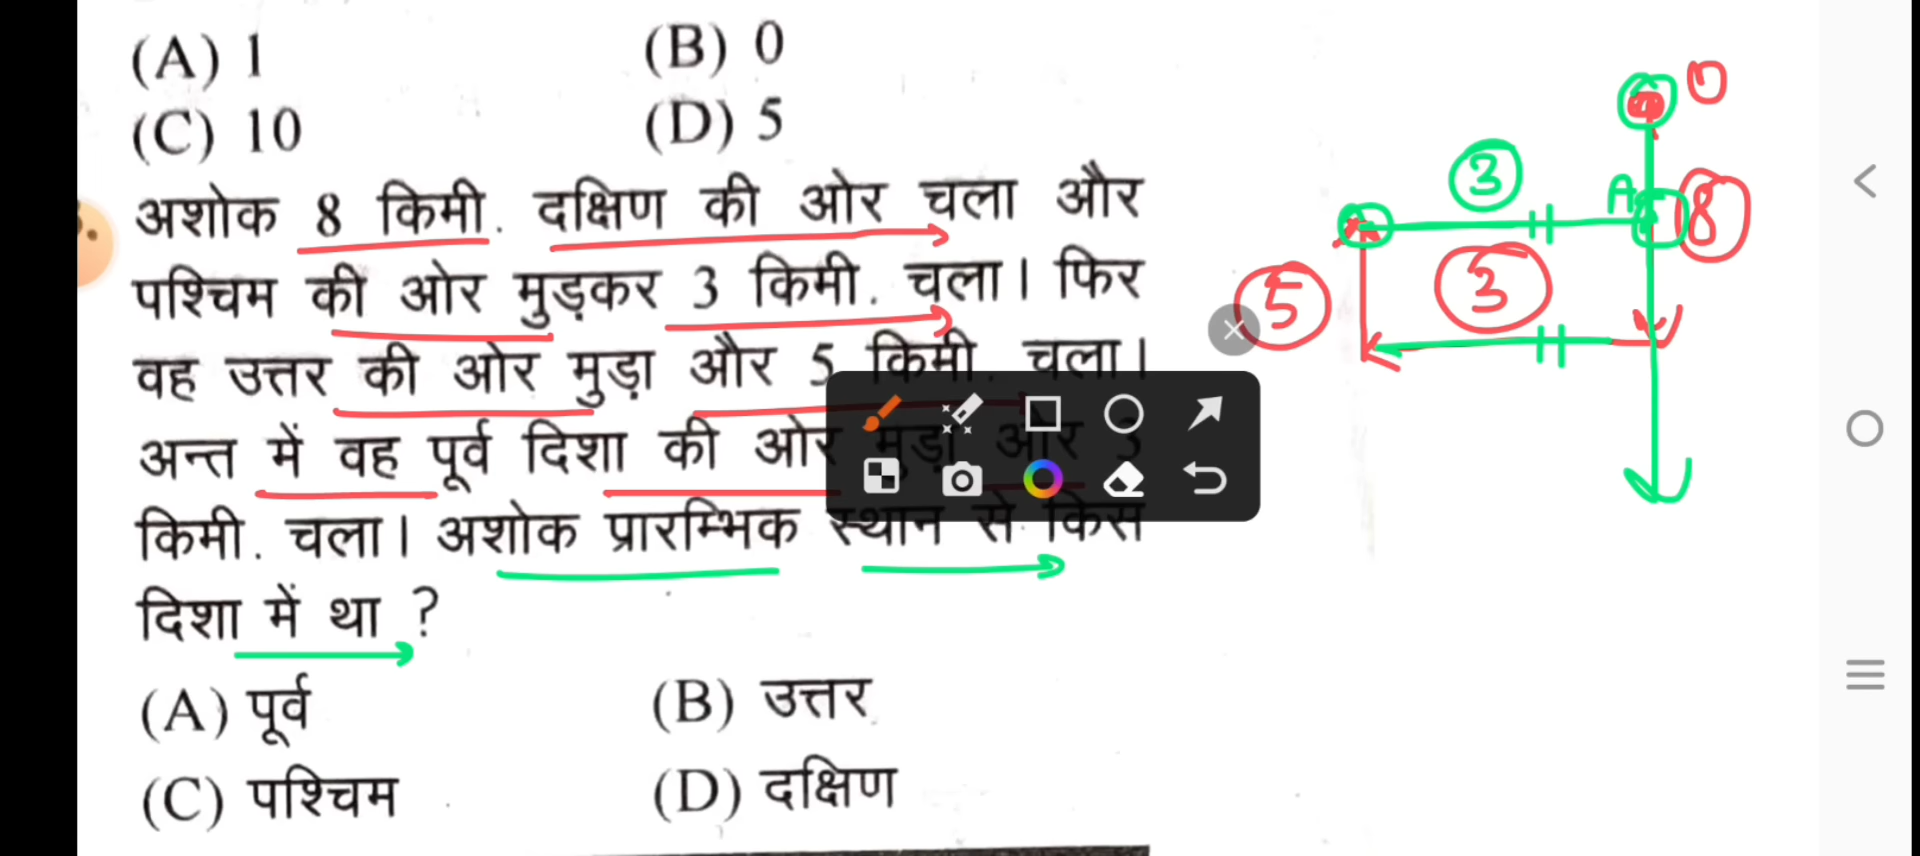 (A) 1 (B) 0
(C) 10 (D) 5
अशोक 8 किमी. दक्षिण की ओर चला और
पश्चिम की ओर मुड़कर 3 किमी. चला। फिर
वह उत्तर की ओर मुड़ा और 5 किमी. चला।
अन्त में वह पूर्व दिशा की ओर मुड़ा और 3
किमी. चला। अशोक प्रारम्भिक स्थान से किस
दिशा में था ?
(A) पूर्व (B) उत्तर
(C) पश्चिम (D) दक्षिण
3
A 8
5 3